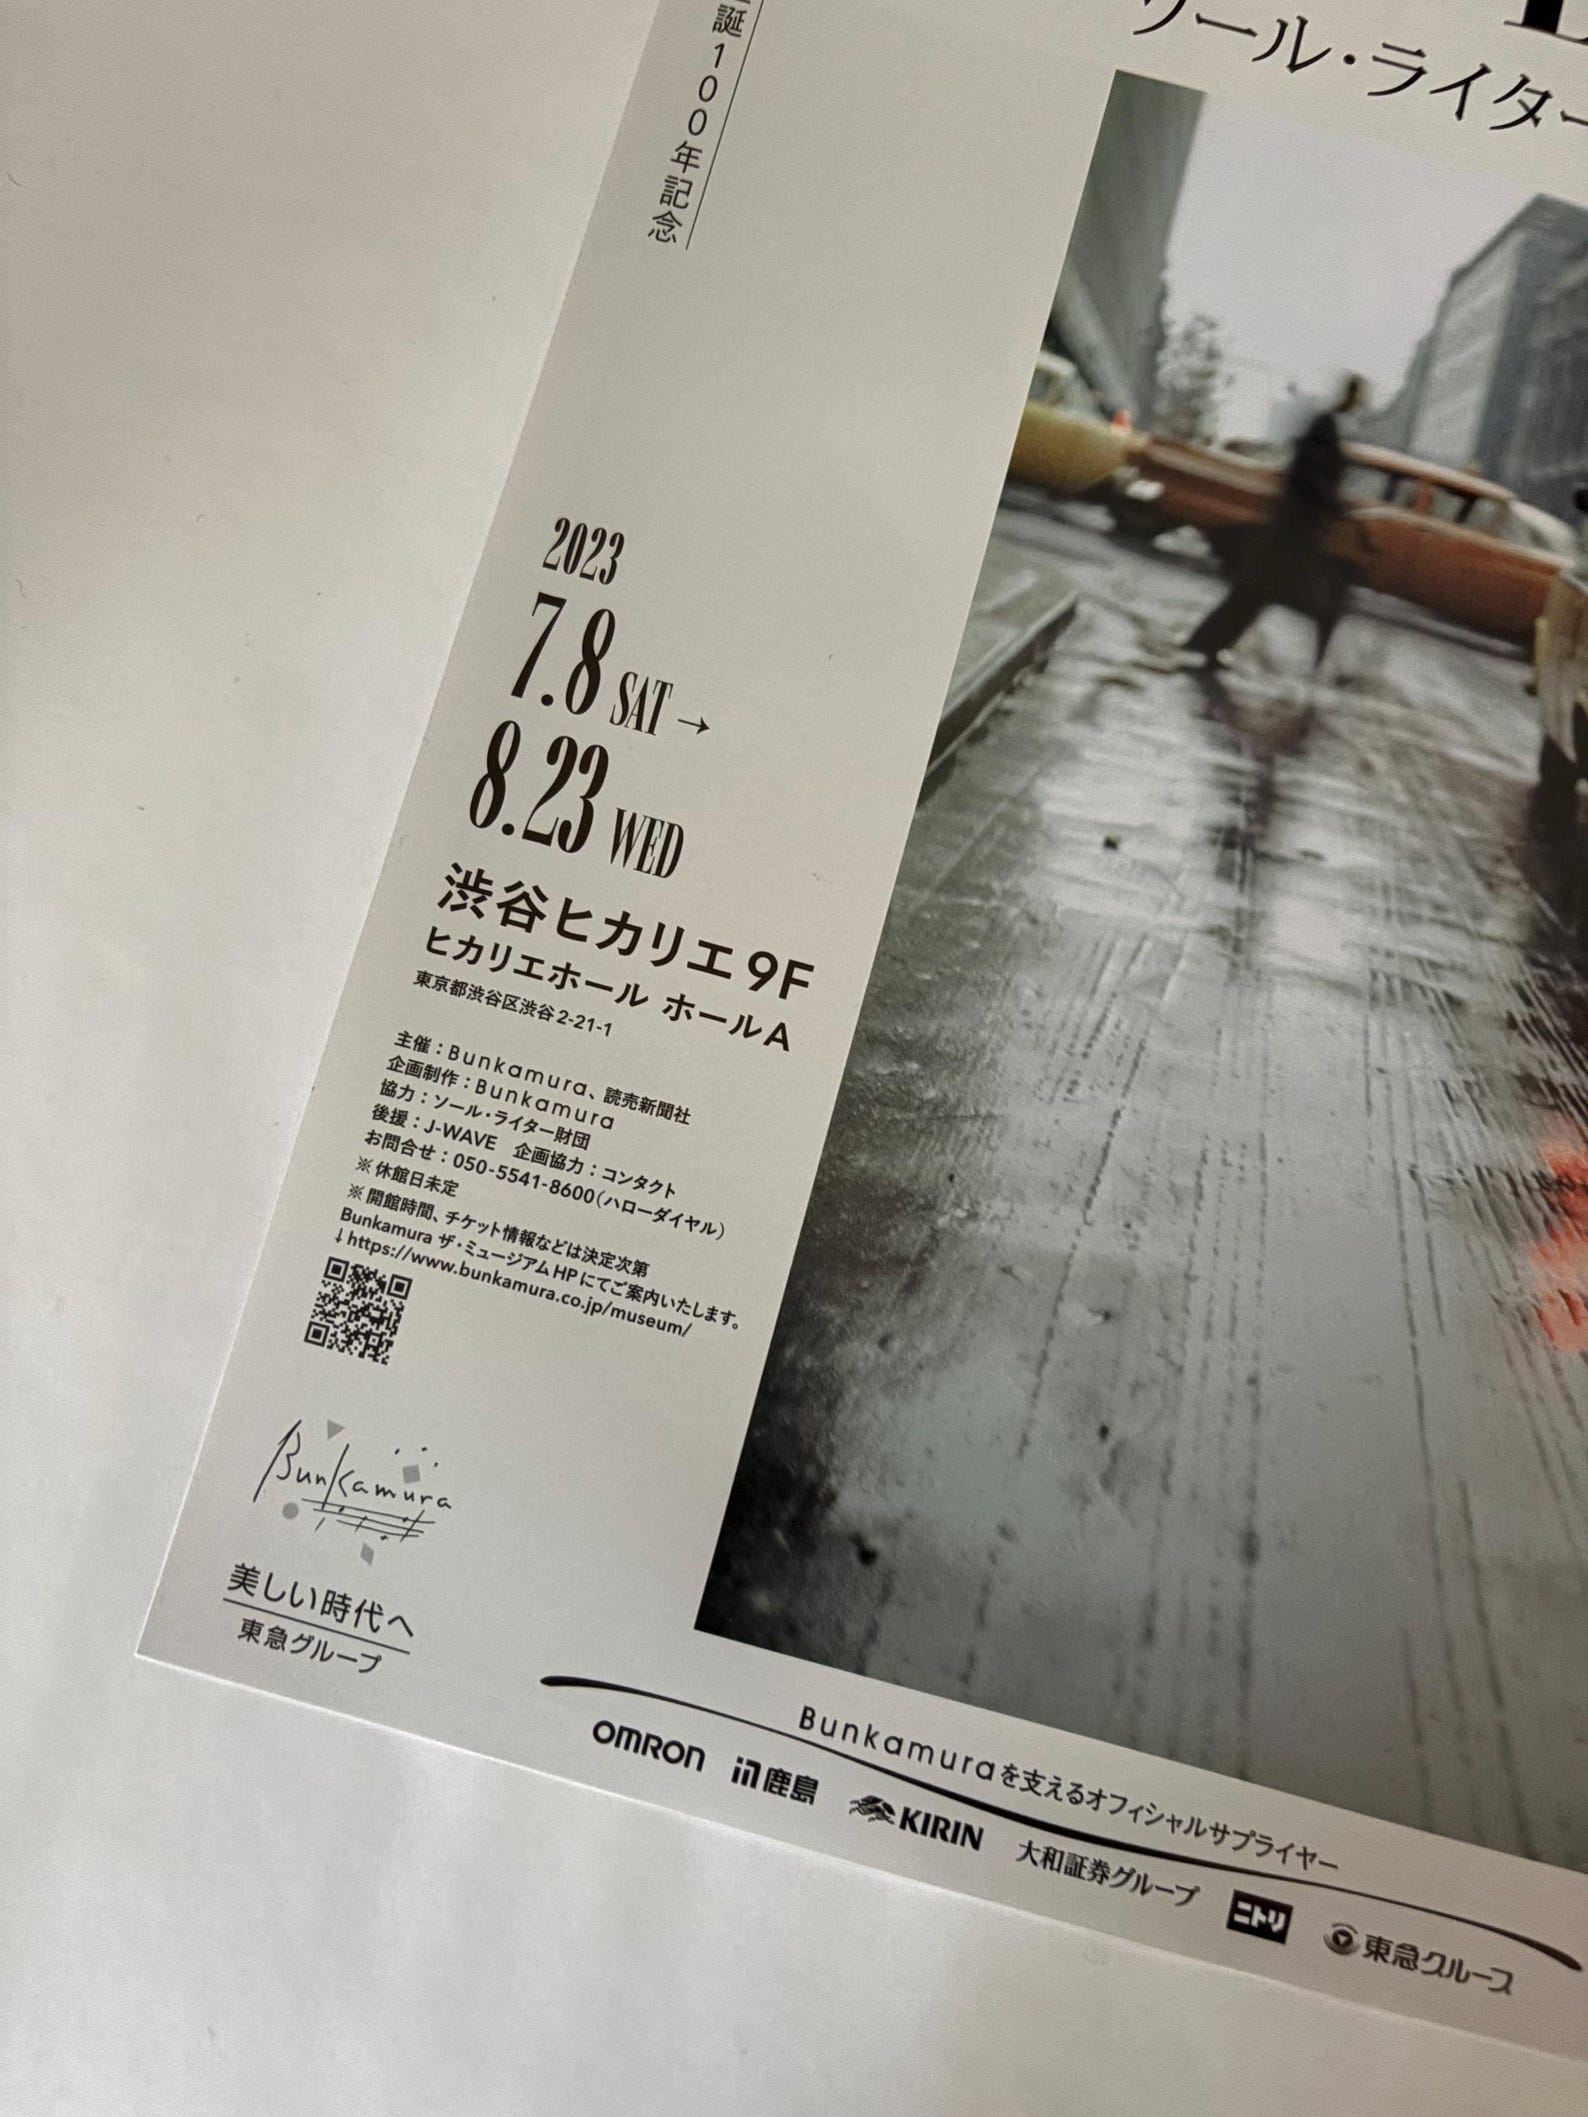 ソール・ライター
誕100年記念
2023
7.8 SAT →
8.23 WED
渋谷ヒカリエ9F
ヒカリエホール ホールA
東京都渋谷区渋谷2-21-1
主催：Bunkamura、読売新聞社
企画制作：Bunkamura
協力：ソール・ライター財団
後援：J-WAVE 企画協力：コンタクト
お問合せ：050-5541-8600（ハローダイヤル）
※休館日未定
※開館時間、チケット情報などは決定次第
Bunkamura ザ・ミュージアムHPにてご案内いたします。
↓https://www.bunkamura.co.jp/museum/
Bunkamura
美しい時代へ
東急グループ
Bunkamuraを支えるオフィシャルサプライヤー
OMRON 鹿島 KIRIN 大和証券グループ ニトリ 東急グループ